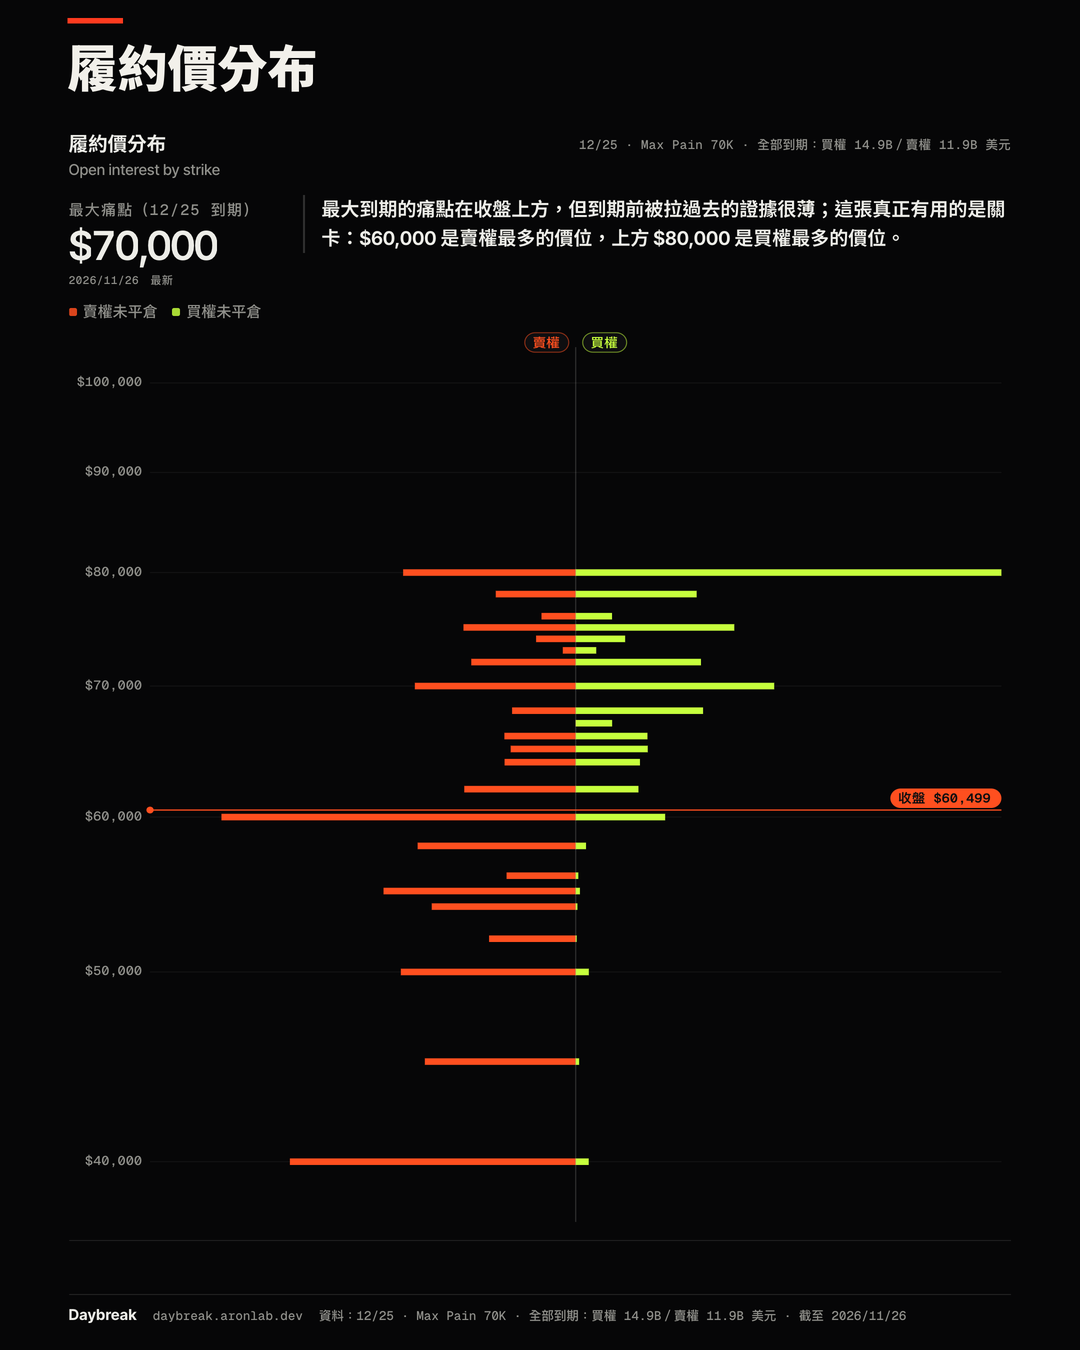 履約價分布
履約價分布
12/25 · Max Pain 70K · 全部到期：買權 14.9B / 賣權 11.9B 美元
Open interest by strike
最大痛點 (12/25 到期)
$70,000
2026/11/26 最新
最大到期的痛點在收盤上方，但到期前被拉過去的證據很薄；這張真正有用的是關
卡：$60,000 是賣權最多的價位，上方 $80,000 是買權最多的價位。
賣權未平倉 買權未平倉
賣權 買權
$100,000
$90,000
$80,000
$70,000
收盤 $60,499
$60,000
$50,000
$40,000
Daybreak daybreak.aronlab.dev 資料：12/25 · Max Pain 70K · 全部到期：買權 14.9B / 賣權 11.9B 美元 · 截至 2026/11/26